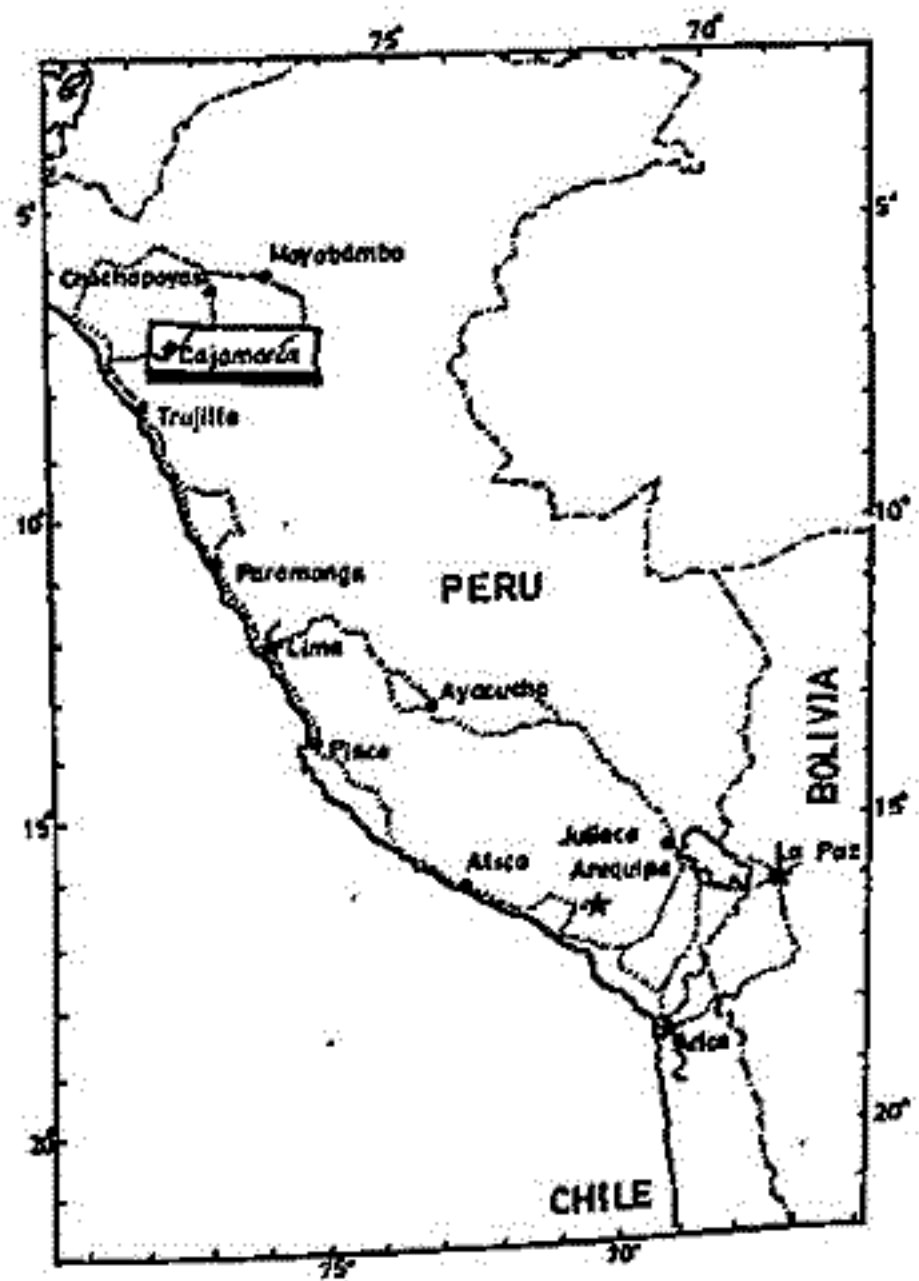 75°
70°
5°
5°
Moyobámba
Chachapoyas
Cajamarca
Trujillo
10°
10°
Paramonga
PERU
Lima
Ayacucho
BOLIVIA
Pisco
15°
15°
Juliaca
La Paz
Atico
Arequipa
Arica
20°
20°
CHILE
75°
70°